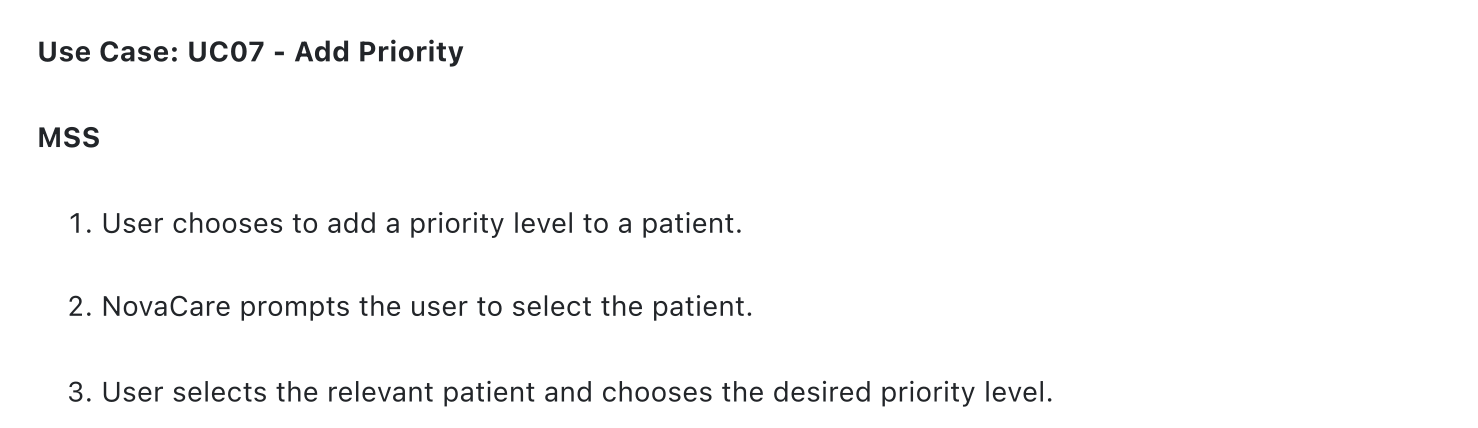 Use Case: UC07 - Add Priority
MSS
1. User chooses to add a priority level to a patient.
2. NovaCare prompts the user to select the patient.
3. User selects the relevant patient and chooses the desired priority level.